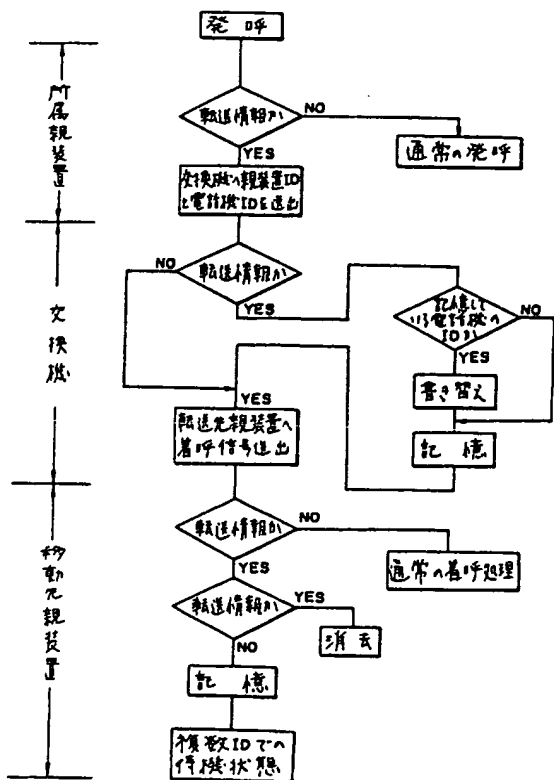 発呼
所属親装置
転送情報か
NO
YES
通常の発呼
交換機へ親装置ID
と電話機IDを送出
交換機
転送情報か
NO
YES
記憶して
いる電話機の
IDか
NO
YES
書き替え
記憶
YES
転送先親装置へ
着呼信号送出
移動先親装置
転送情報か
NO
YES
通常の着呼処理
転送情報か
YES
NO
消去
記憶
複数IDでの
待機状態